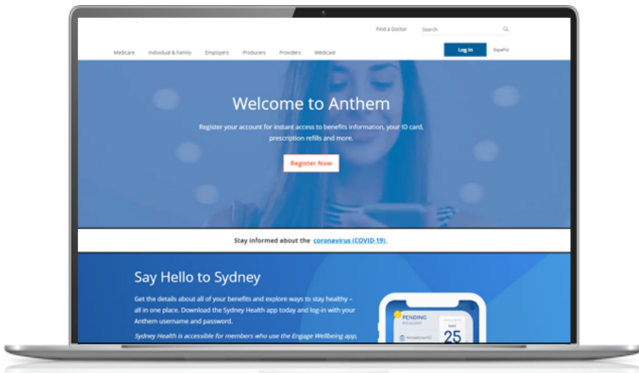 Find a Doctor Search
Medicare Individual & Family Employers Producers Providers Medicaid Log In Español
Welcome to Anthem
Register your account for instant access to benefits information, your ID card,
prescription refills and more.
Register Now
Stay informed about the coronavirus (COVID-19).
Say Hello to Sydney
Get the details about all of your benefits and explore ways to stay healthy –
all in one place. Download the Sydney Health app today and log-in with your
Anthem username and password.
Sydney Health is accessible for members who use the Engage Wellbeing app,
PENDING
25